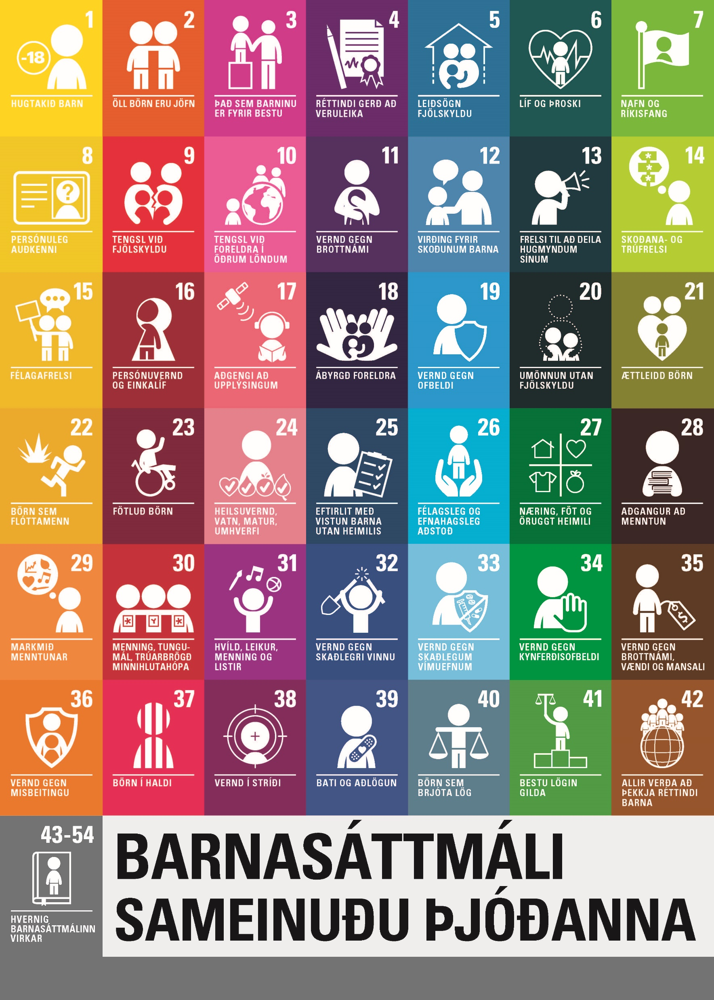 1
-18
HUGTAKIÐ BARN
2
ÖLL BÖRN ERU JÖFN
3
ÞAÐ SEM BARNINU
ER FYRIR BESTU
4
RÉTTINDI GERÐ AÐ
VERULEIKA
5
LEIÐSÖGN
FJÖLSKYLDU
6
LÍF OG ÞROSKI
7
NAFN OG
RÍKISFANG
8
?
PERSÓNULEG
AUÐKENNI
9
TENGSL VIÐ
FJÖLSKYLDU
10
TENGSL VIÐ
FORELDRA Í
ÖÐRUM LÖNDUM
11
VERND GEGN
BROTTNÁMI
12
VIRÐING FYRIR
SKOÐUNUM BARNA
13
FRELSI TIL AÐ DEILA
HUGMYNDUM
SÍNUM
14
SKOÐANA- OG
TRÚFRELSI
15
FÉLAGAFRELSI
16
PERSÓNUVERND
OG EINKALÍF
17
AÐGENGI AÐ
UPPLÝSINGUM
18
ÁBYRGÐ FORELDRA
19
VERND GEGN
OFBELDI
20
UMÖNNUN UTAN
FJÖLSKYLDU
21
ÆTTLEIDD BÖRN
22
BÖRN SEM
FLÓTTAMENN
23
FÖTLUÐ BÖRN
24
HEILSUVERND,
VATN, MATUR,
UMHVERFI
25
EFTIRLIT MEÐ
VISTUN BARNA
UTAN HEIMILIS
26
FÉLAGSLEG OG
EFNAHAGSLEG
AÐSTOÐ
27
NÆRING, FÖT OG
ÖRUGGT HEIMILI
28
AÐGANGUR AÐ
MENNTUN
29
MARKMIÐ
MENNTUNAR
30
MENNING, TUNGU-
MÁL, TRÚARBRÖGÐ
MINNIHLUTAHÓPA
31
HVÍLD, LEIKUR,
MENNING OG
LISTIR
32
VERND GEGN
SKAÐLEGRI VINNU
33
VERND GEGN
SKAÐLEGUM
VÍMUEFNUM
34
VERND GEGN
KYNFERÐISOFBELDI
35
$
VERND GEGN
BROTTNÁMI,
VÆNDI OG MANSALI
36
VERND GEGN
MISBEITINGU
37
BÖRN Í HALDI
38
VERND Í STRÍÐI
39
BATI OG AÐLÖGUN
40
BÖRN SEM
BRJÓTA LÖG
41
BESTU LÖGIN
GILDA
42
ALLIR VERÐA AÐ
ÞEKKJA RÉTTINDI
BARNA
43-54
HVERNIG
BARNASÁTTMÁLINN
VIRKAR
BARNASÁTTMÁLI
SAMEINUÐU ÞJÓÐANNA